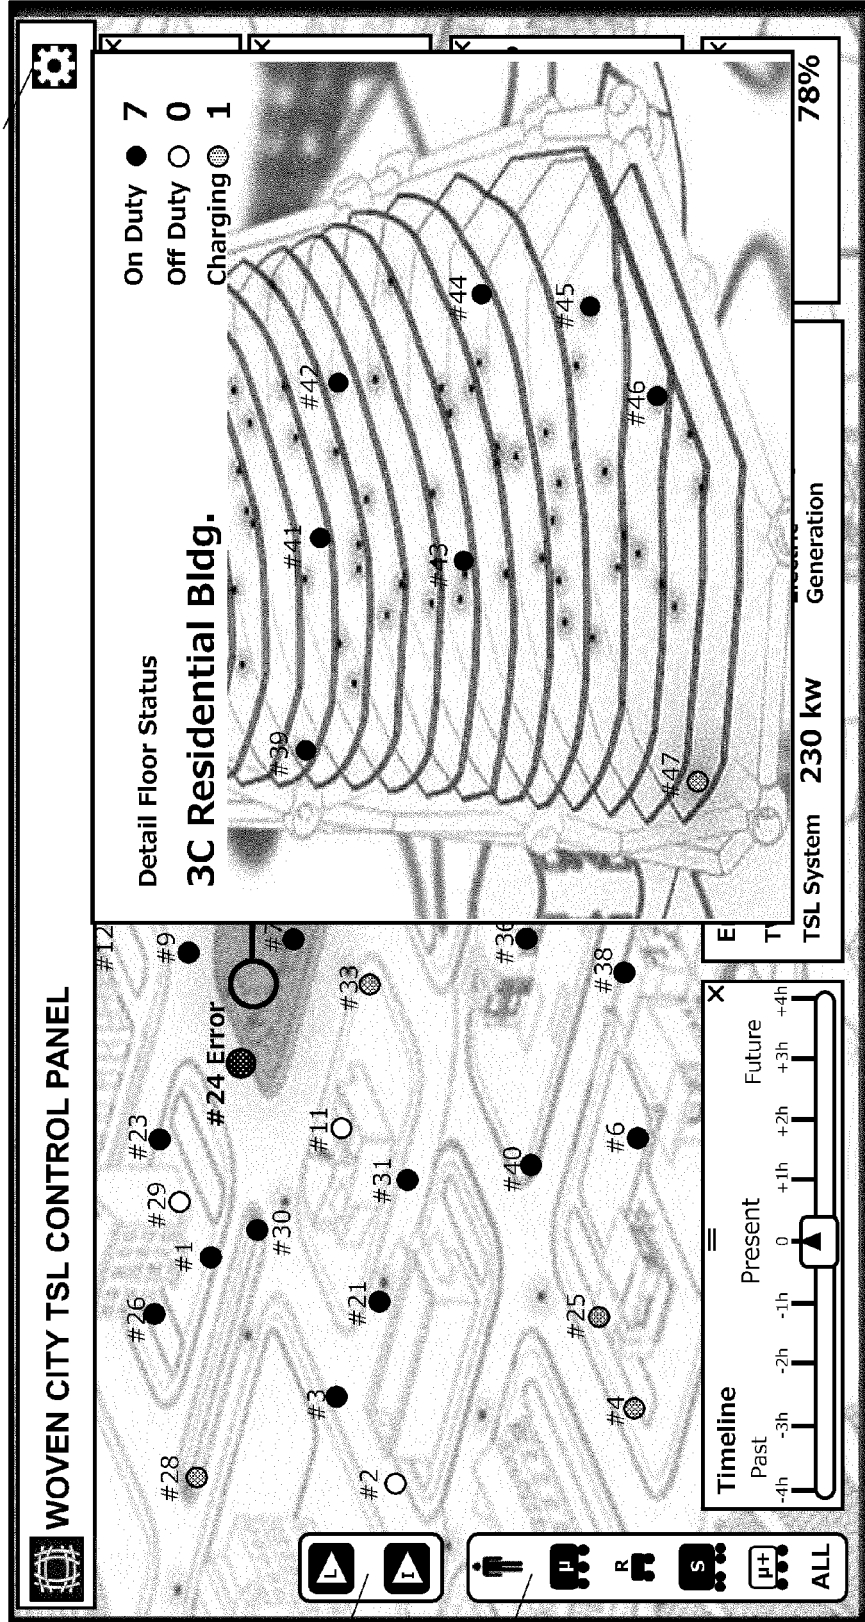 WOVEN CITY TSL CONTROL PANEL
Detail Floor Status
3C Residential Bldg.
On Duty 7
Off Duty 0
Charging 1
#39
#41
#42
#43
#44
#45
#46
#47
#12
#9
#7
#36
#38
#33
#24 Error
#23
#29
#11
#1
#30
#31
#40
#6
#26
#21
#25
#3
#4
#28
#2
L
I
μ
R
S
μ+
ALL
Timeline
Past
Present
Future
-4h
-3h
-2h
-1h
0
+1h
+2h
+3h
+4h
TSL System 230 kw
Generation
78%